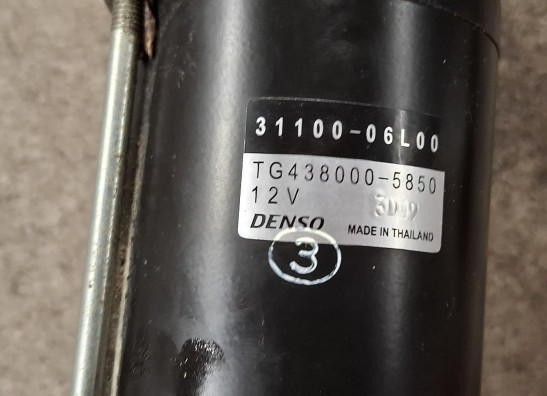 31100-06L00
TG438000-5850
12V
DENSO
MADE IN THAILAND
3